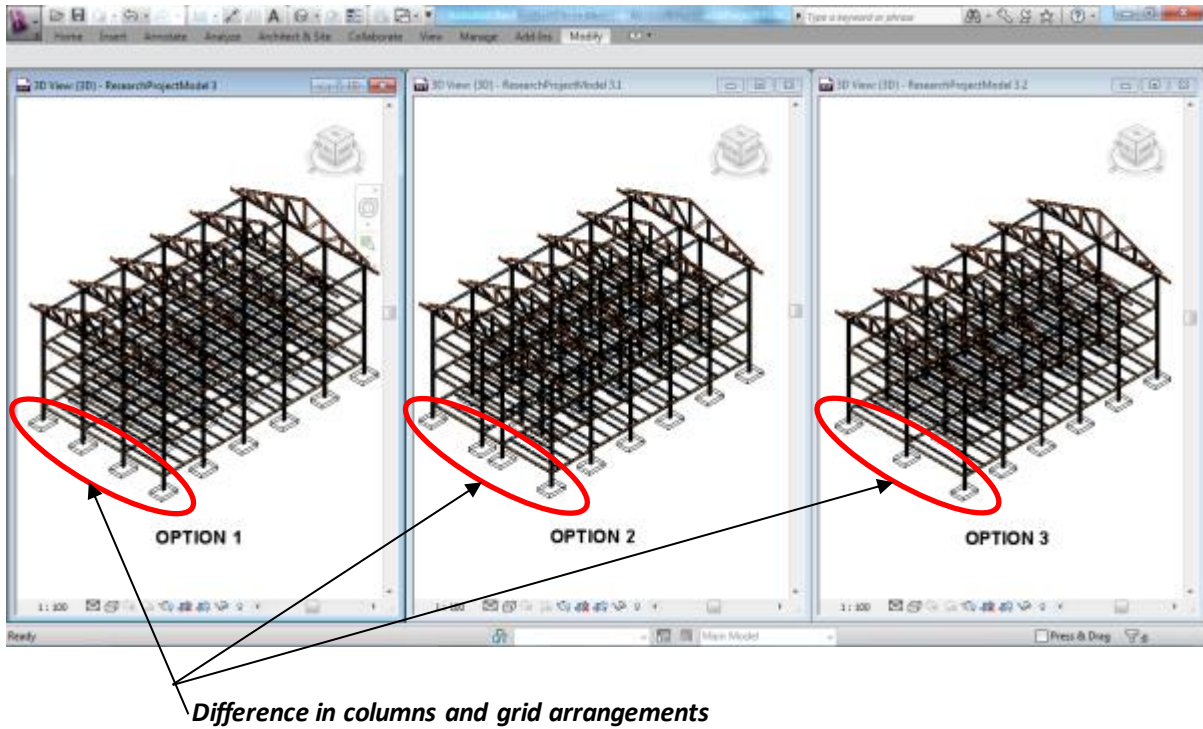 Type a keyword or phrase
Home Insert Annotate Analyze Architect & Site Collaborate View Manage Add-Ins Modify
3D View: {3D} - ResearchProjectModel 3
3D View: {3D} - ResearchProjectModel 3.1
3D View: {3D} - ResearchProjectModel 3.2
OPTION 1
OPTION 2
OPTION 3
1 : 100
1 : 100
1 : 100
Ready
Main Model
Press & Drag
Difference in columns and grid arrangements